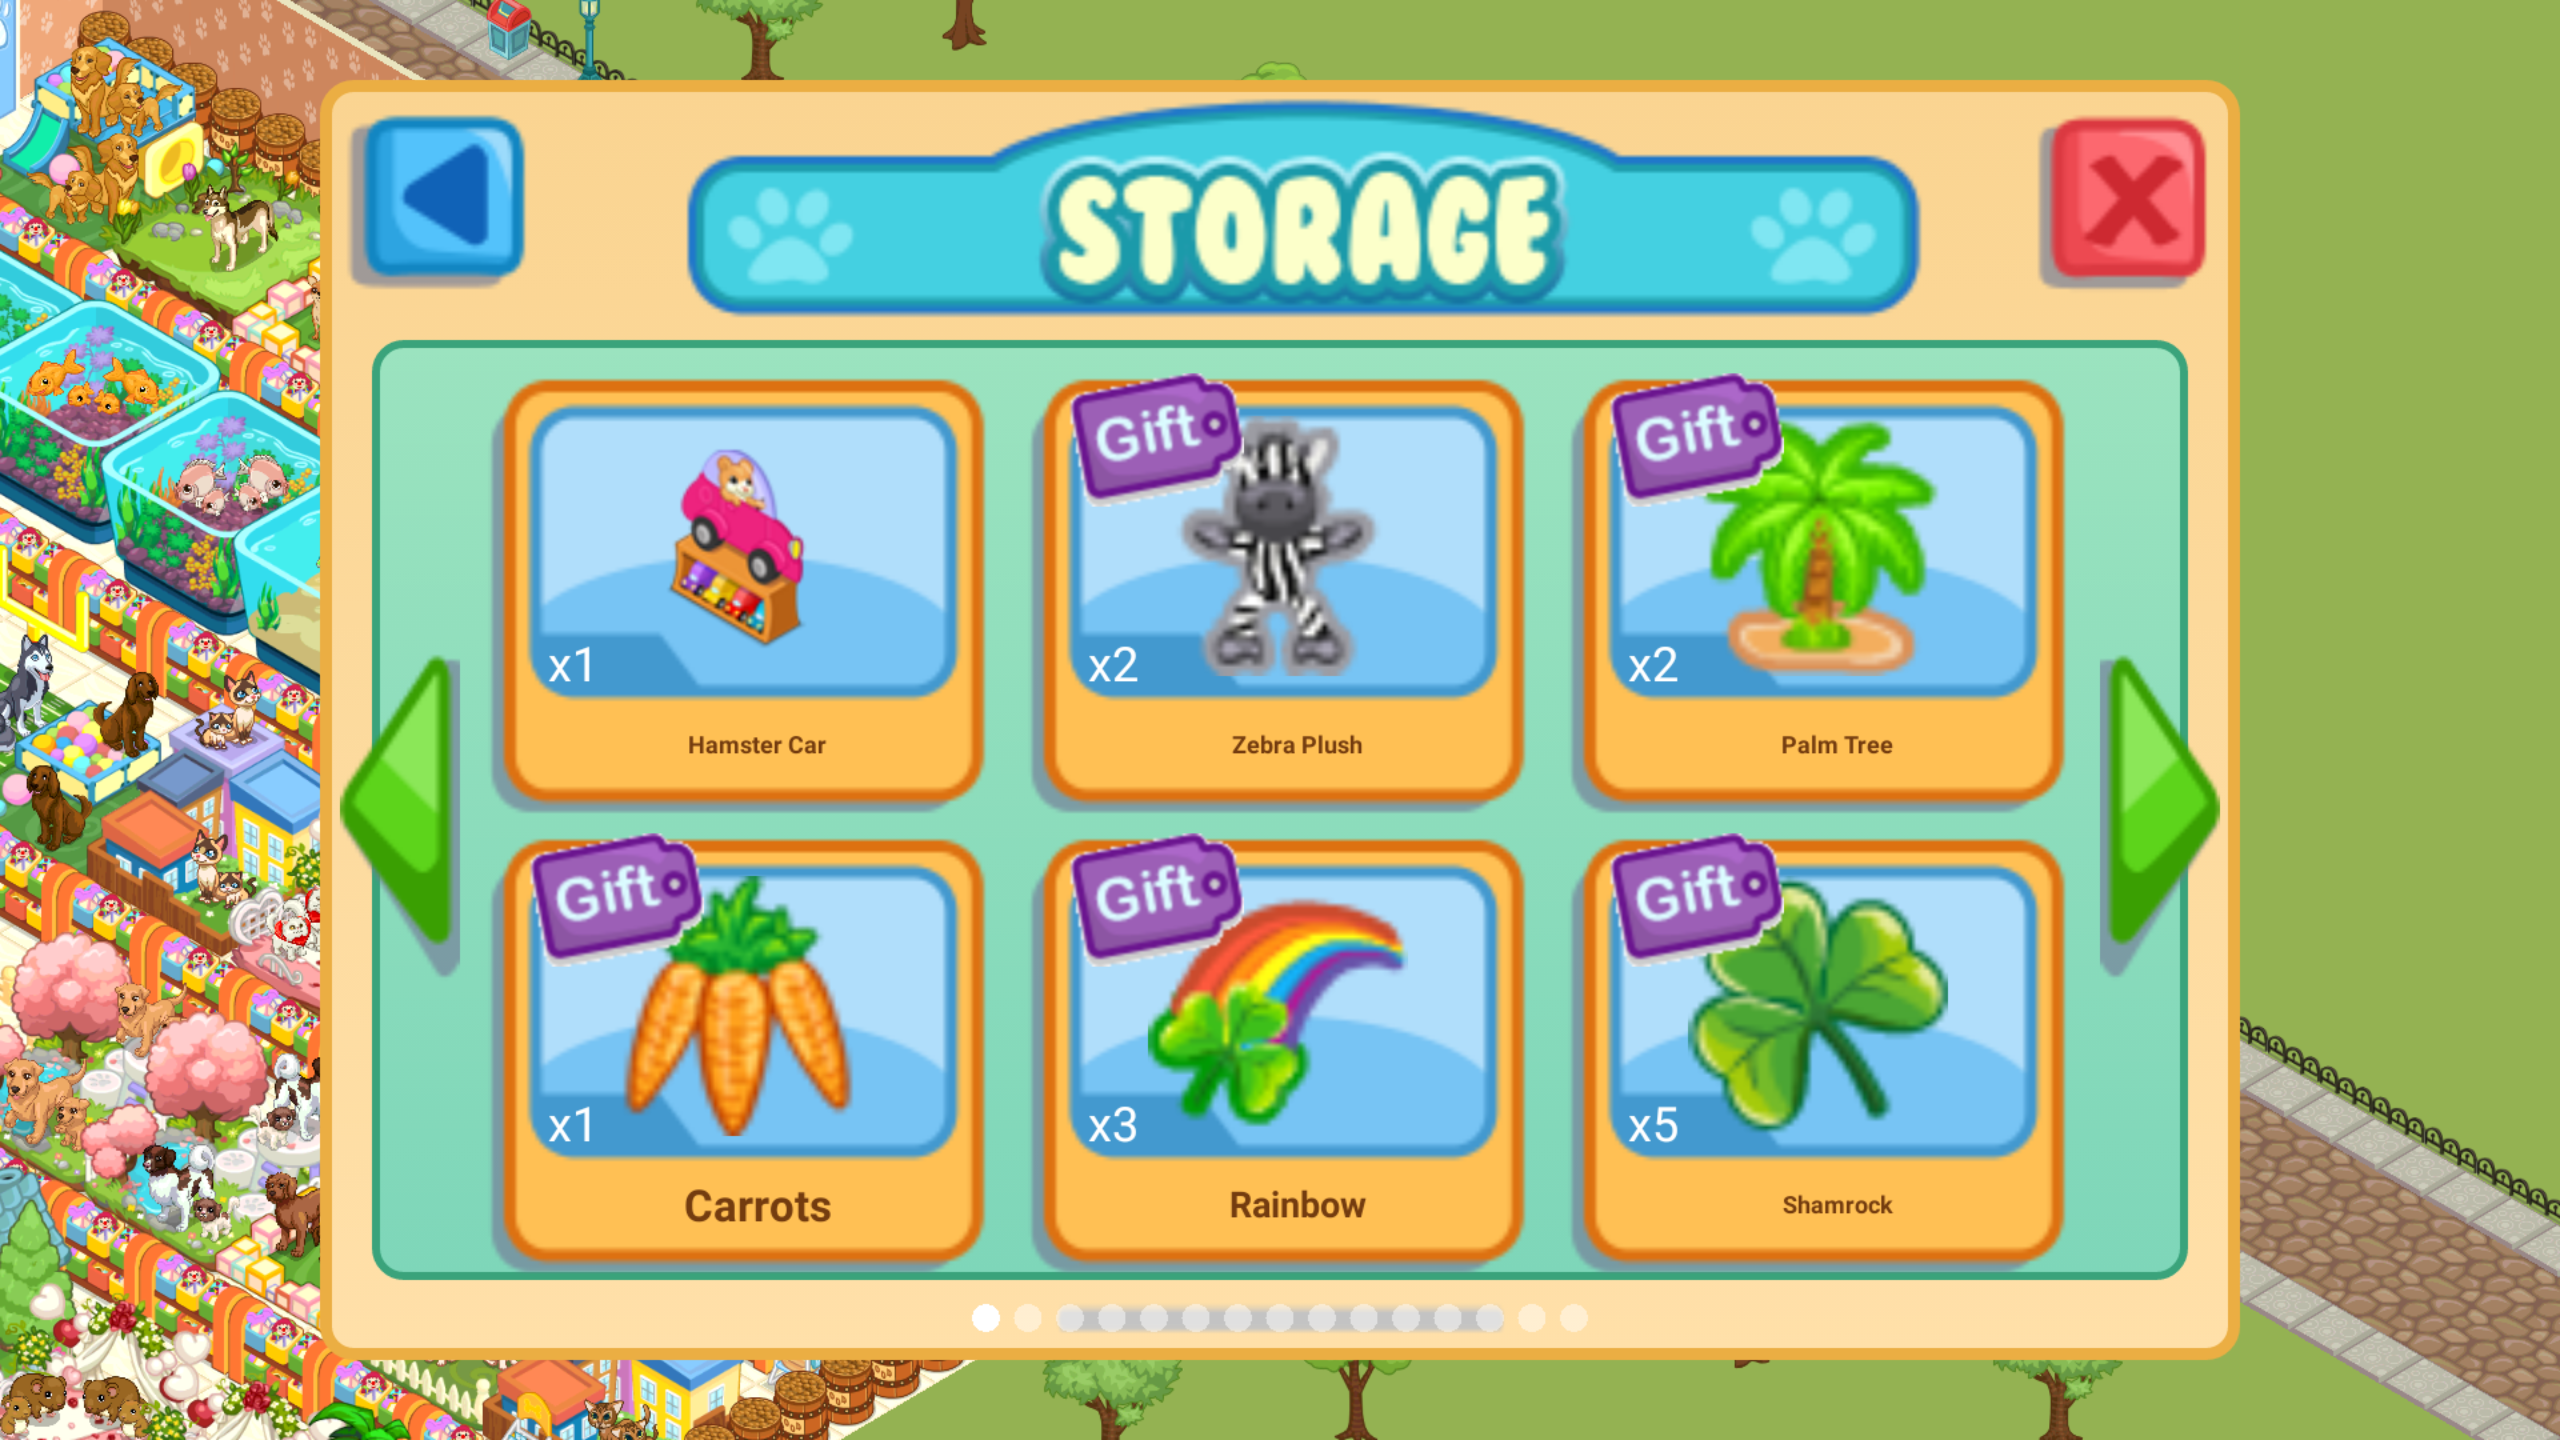 STORAGE
x1
Hamster Car
Gift
x2
Zebra Plush
Gift
x2
Palm Tree
Gift
x1
Carrots
Gift
x3
Rainbow
Gift
x5
Shamrock